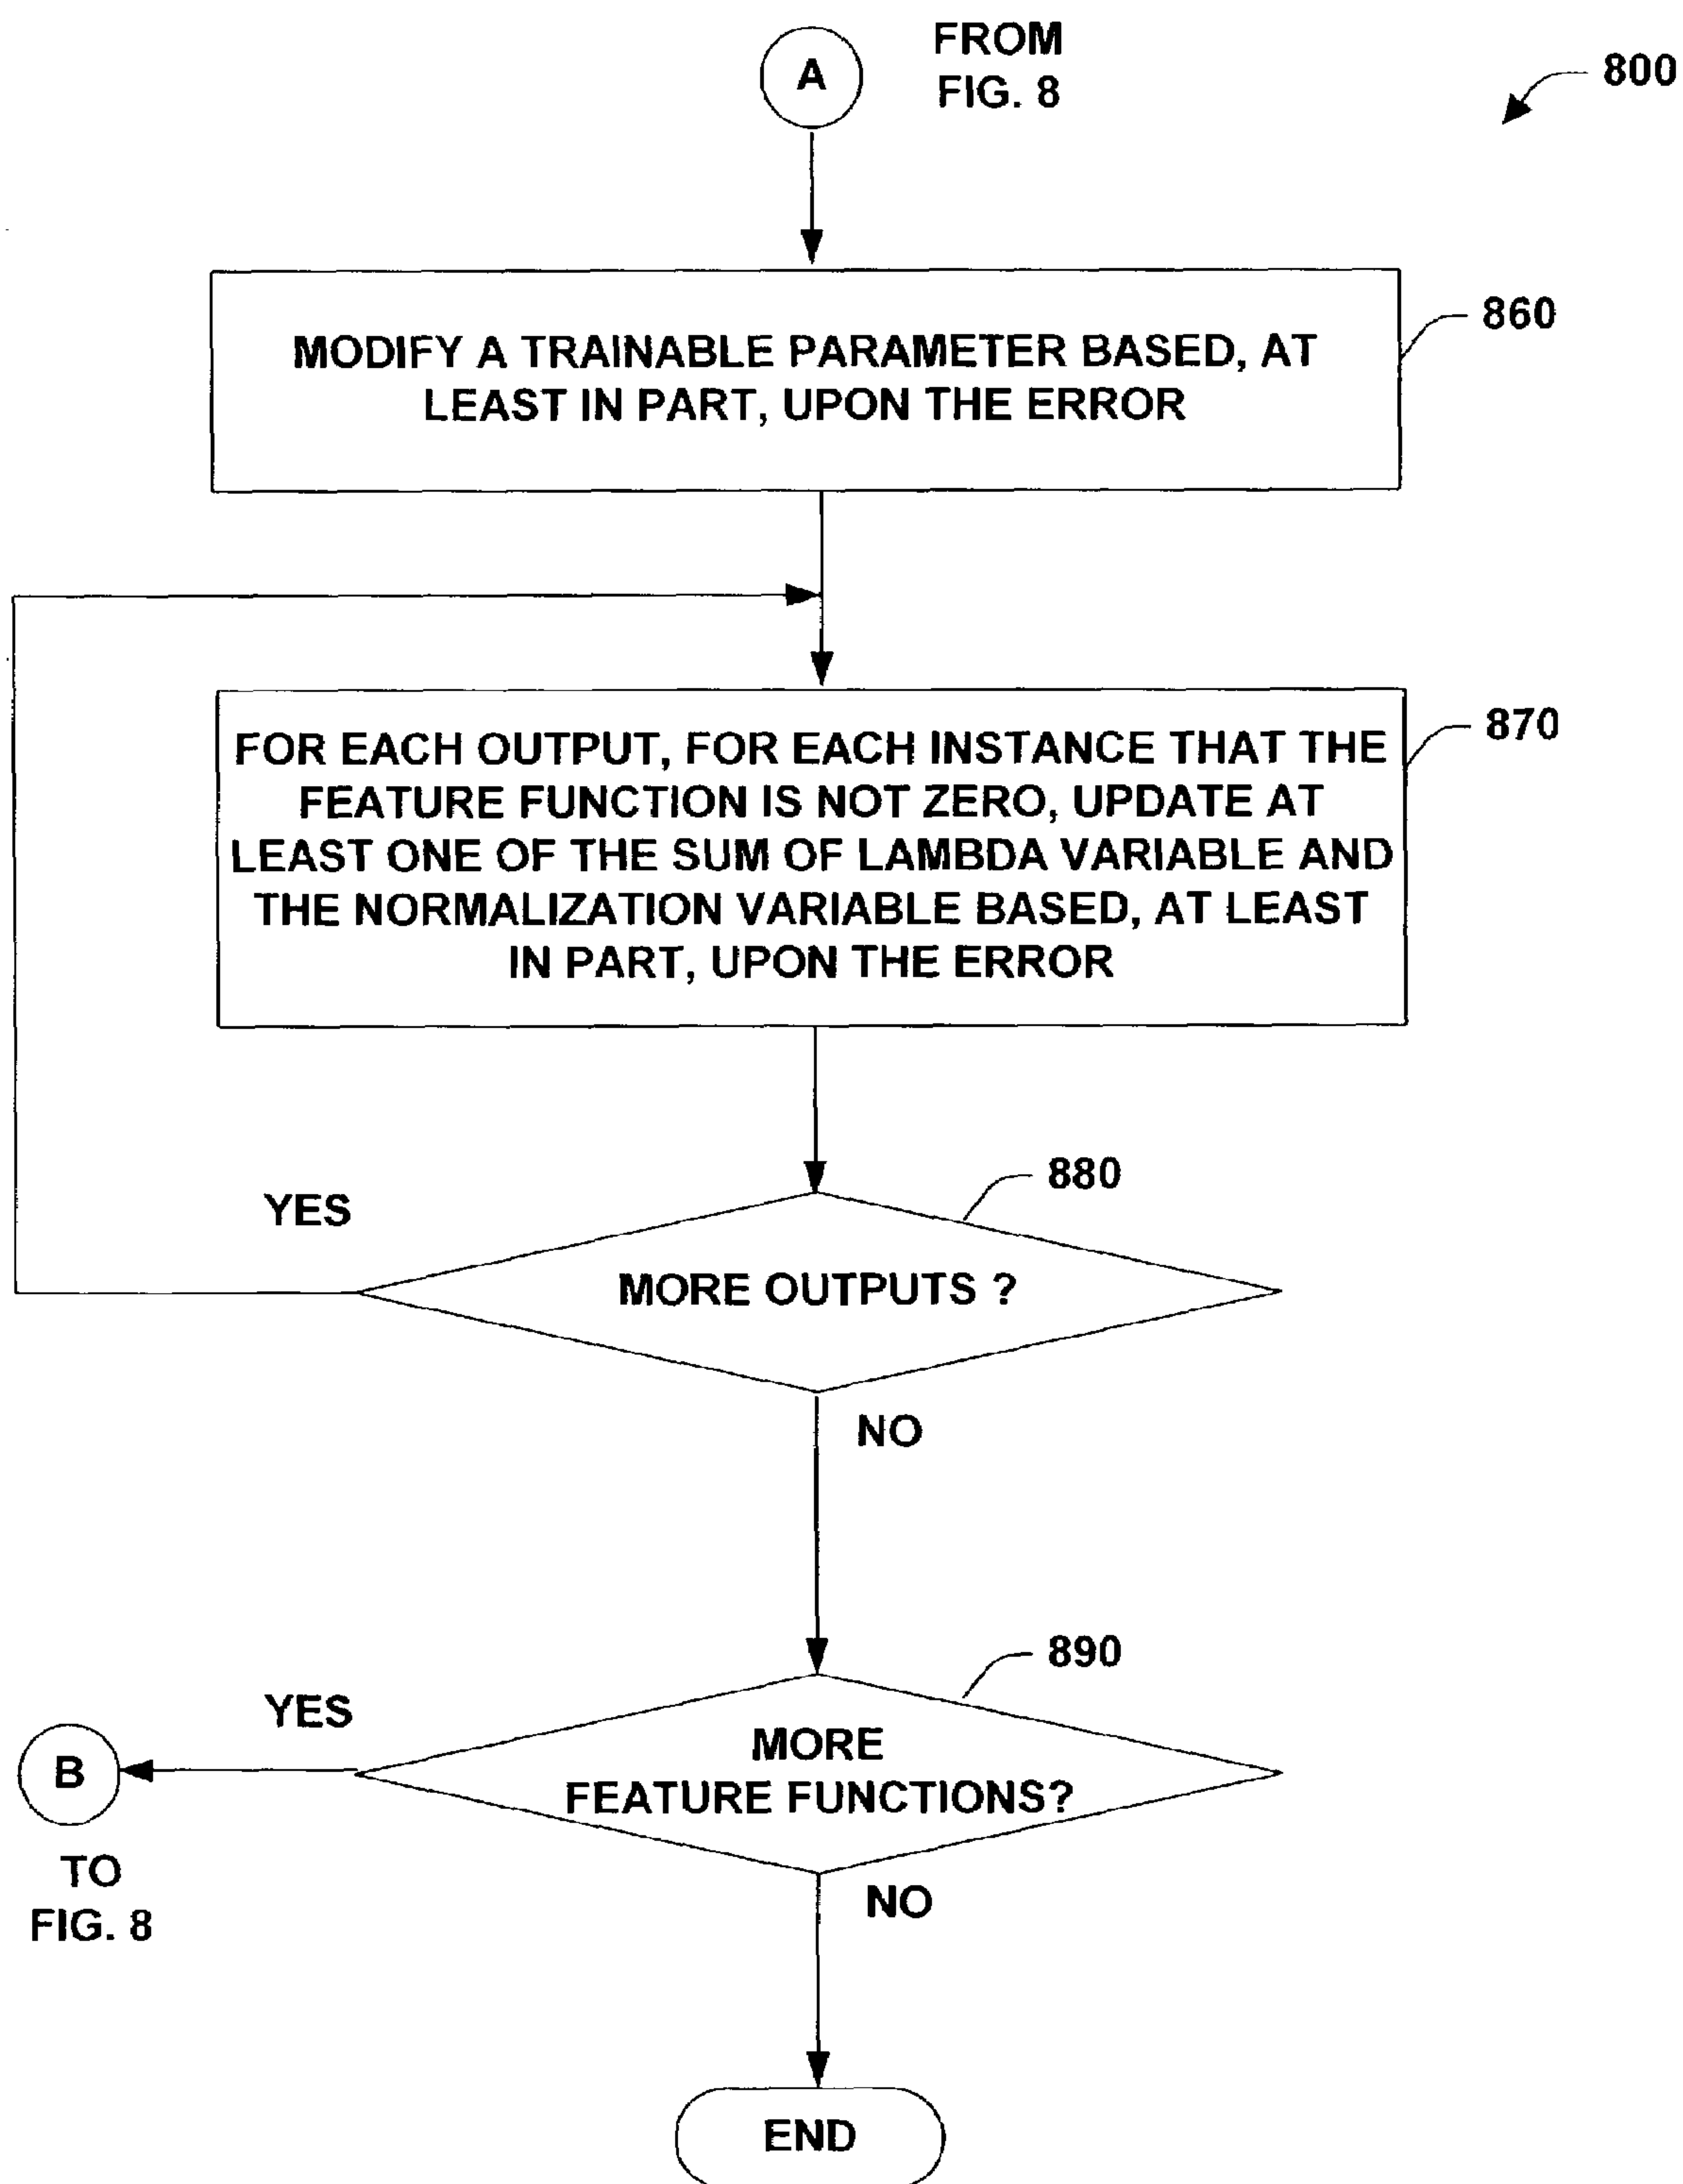 A
FROM
FIG. 8
800
MODIFY A TRAINABLE PARAMETER BASED, AT
LEAST IN PART, UPON THE ERROR
860
FOR EACH OUTPUT, FOR EACH INSTANCE THAT THE
FEATURE FUNCTION IS NOT ZERO, UPDATE AT
LEAST ONE OF THE SUM OF LAMBDA VARIABLE AND
THE NORMALIZATION VARIABLE BASED, AT LEAST
IN PART, UPON THE ERROR
870
880
YES
MORE OUTPUTS ?
NO
890
YES
MORE
FEATURE FUNCTIONS?
B
TO
FIG. 8
NO
END